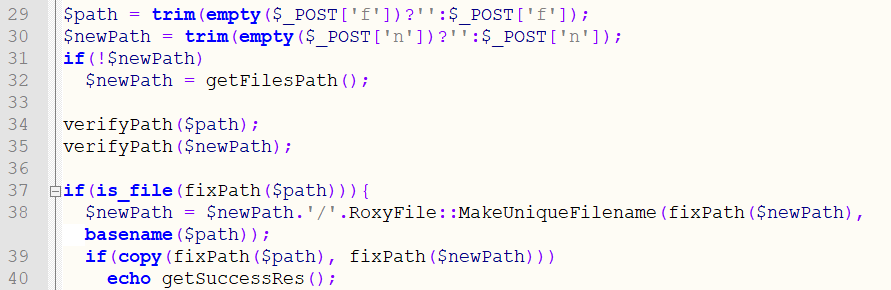 29 $path = trim(empty($_POST['f'])?'':$_POST['f']);
30 $newPath = trim(empty($_POST['n'])?'':$_POST['n']);
31 if(!$newPath)
32 $newPath = getFilesPath();
33
34 verifyPath($path);
35 verifyPath($newPath);
36
37 if(is_file(fixPath($path))){
38 $newPath = $newPath.'/'.RoxyFile::MakeUniqueFilename(fixPath($newPath),
basename($path));
39 if(copy(fixPath($path), fixPath($newPath)))
40 echo getSuccessRes();